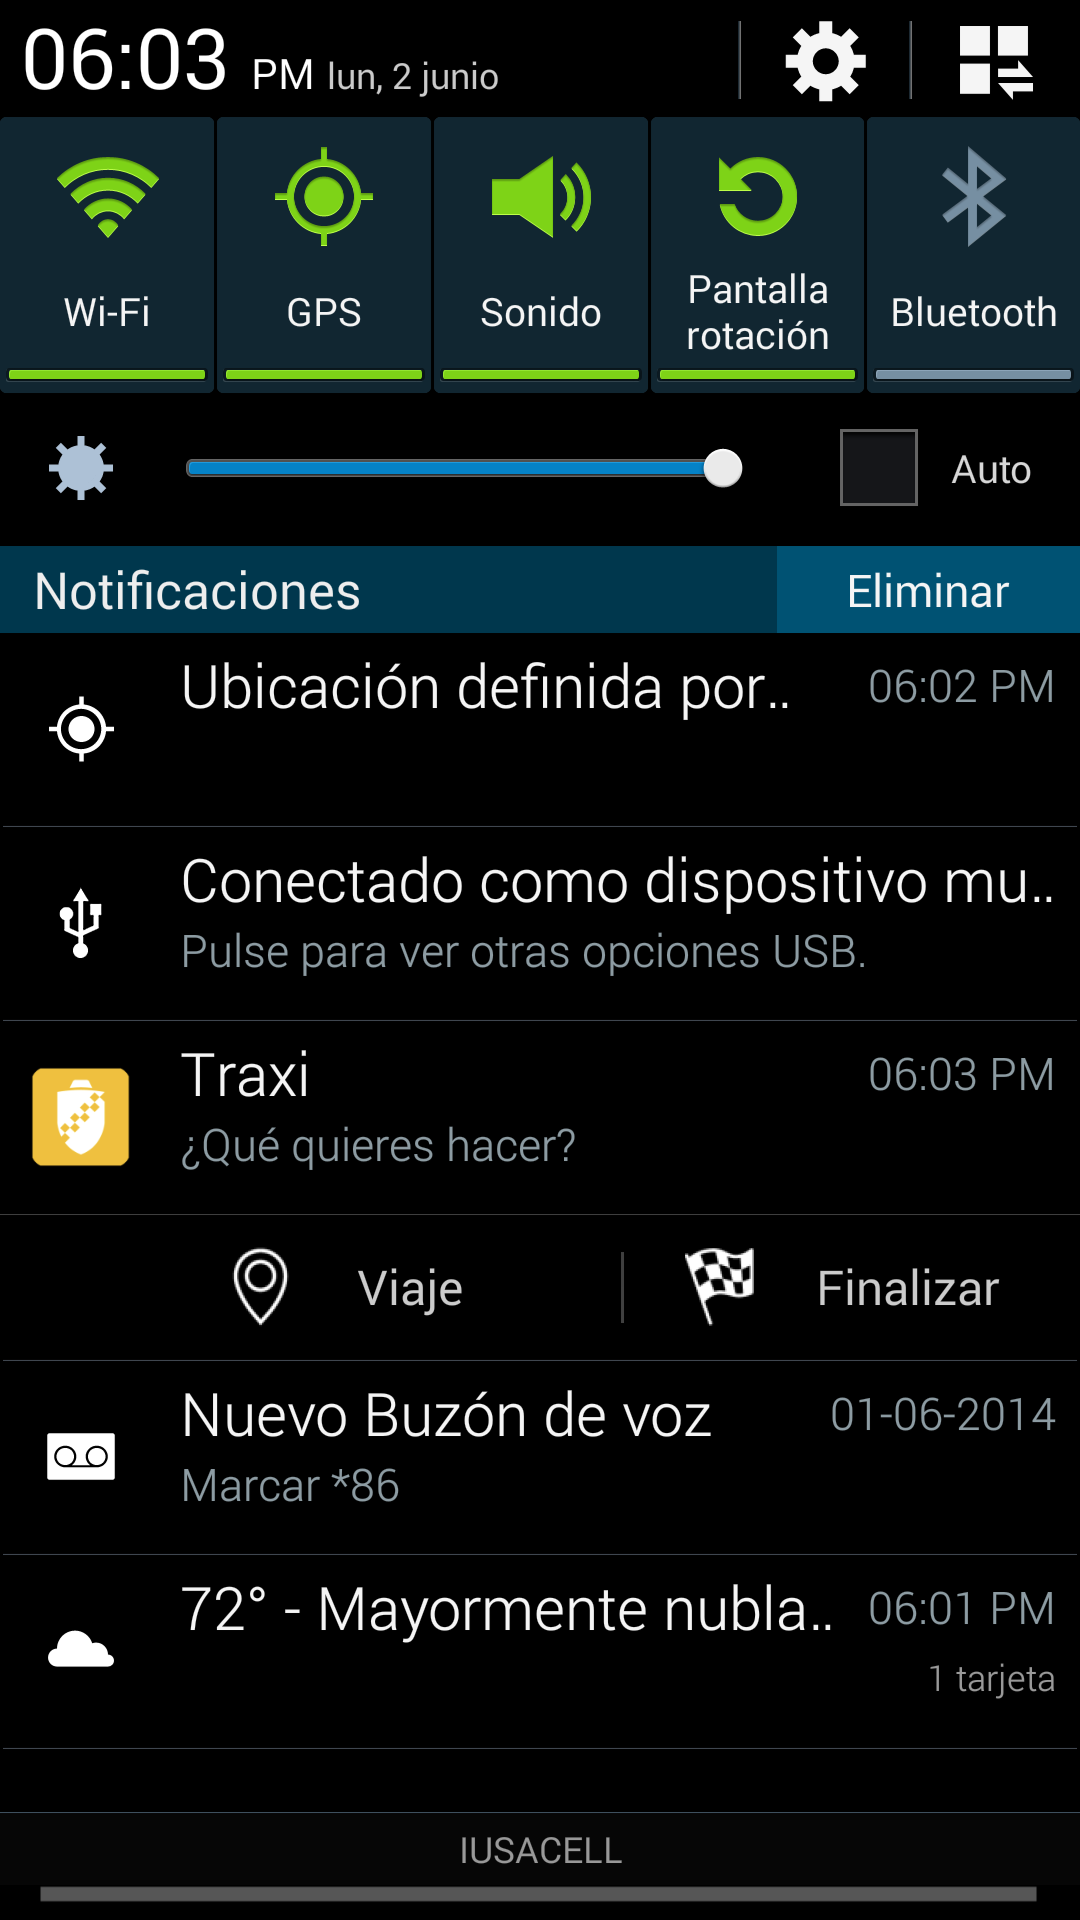 06:03 PM lun, 2 junio
Wi-Fi
GPS
Sonido
Pantalla
rotación
Bluetooth
Auto
Notificaciones
Eliminar
Ubicación definida por..
06:02 PM
Conectado como dispositivo mu..
Pulse para ver otras opciones USB.
Traxi
06:03 PM
¿Qué quieres hacer?
Viaje
Finalizar
Nuevo Buzón de voz
01-06-2014
Marcar *86
72° - Mayormente nubla..
06:01 PM
1 tarjeta
IUSACELL